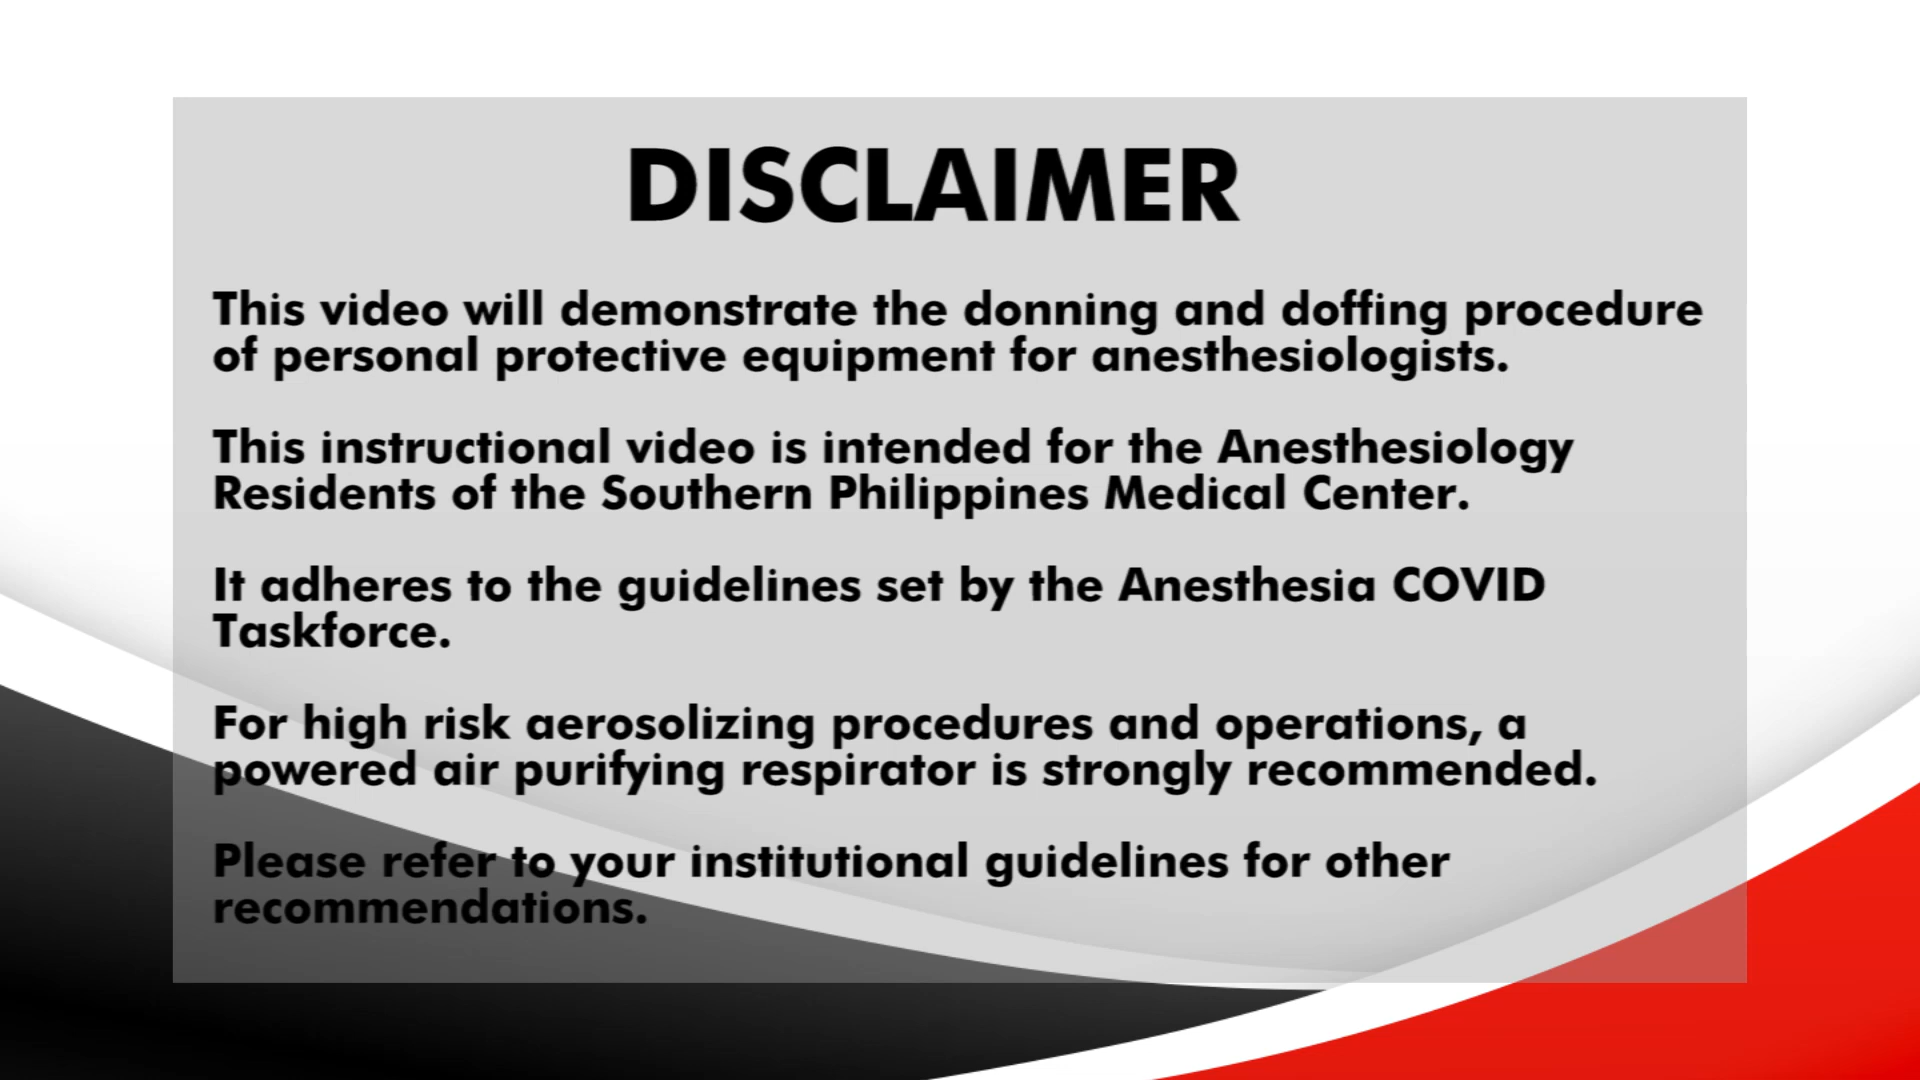 DISCLAIMER
This video will demonstrate the donning and doffing procedure
of personal protective equipment for anesthesiologists.
This instructional video is intended for the Anesthesiology
Residents of the Southern Philippines Medical Center.
It adheres to the guidelines set by the Anesthesia COVID
Taskforce.
For high risk aerosolizing procedures and operations, a
powered air purifying respirator is strongly recommended.
Please refer to your institutional guidelines for other
recommendations.